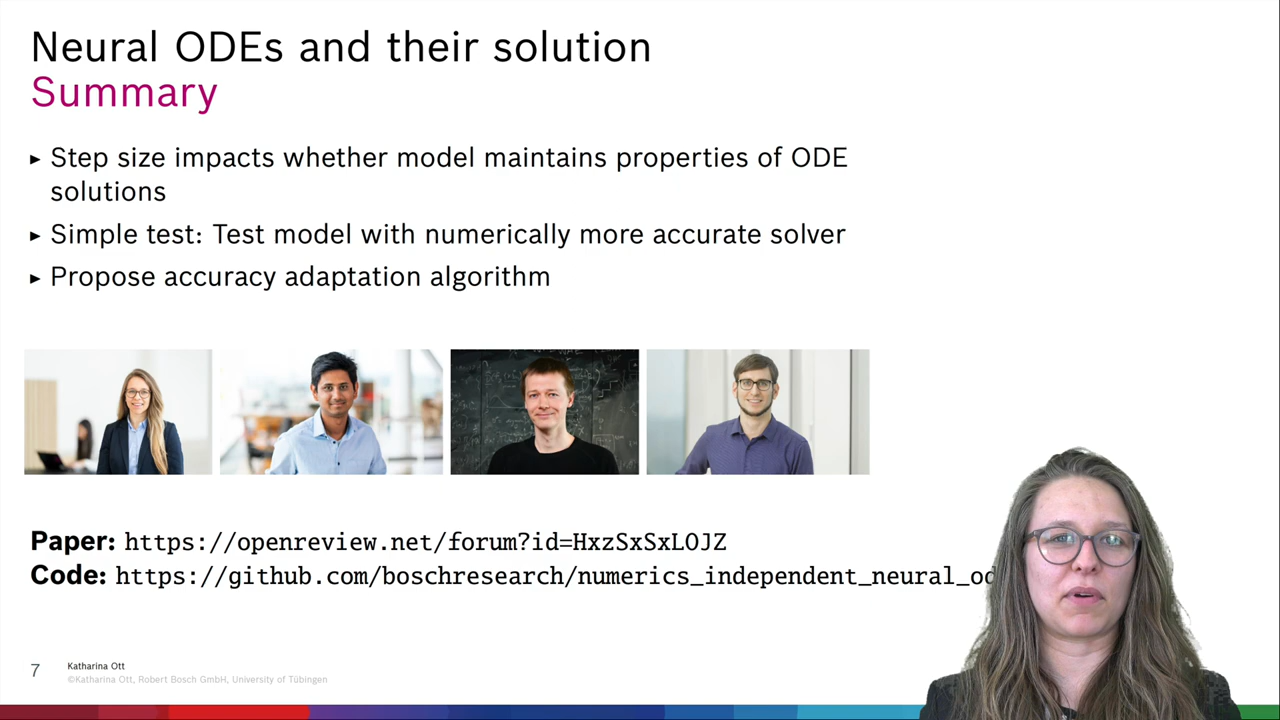 Neural ODEs and their solution
Summary
▸ Step size impacts whether model maintains properties of ODE
solutions
▸ Simple test: Test model with numerically more accurate solver
▸ Propose accuracy adaptation algorithm
Paper: https://openreview.net/forum?id=HxzSxSxLOJZ
Code: https://github.com/boschresearch/numerics_independent_neural_od
7
Katharina Ott
©Katharina Ott, Robert Bosch GmbH, University of Tübingen